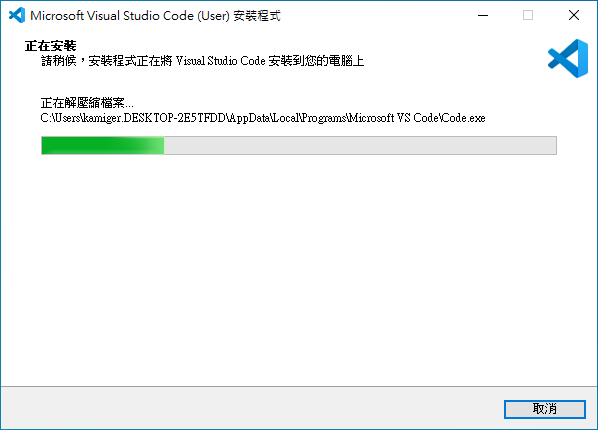 Microsoft Visual Studio Code (User) 安裝程式
正在安裝
請稍候，安裝程式正在將 Visual Studio Code 安裝到您的電腦上
正在解壓縮檔案...
C:\Users\kamiger.DESKTOP-2E5TFDD\AppData\Local\Programs\Microsoft VS Code\Code.exe
取消